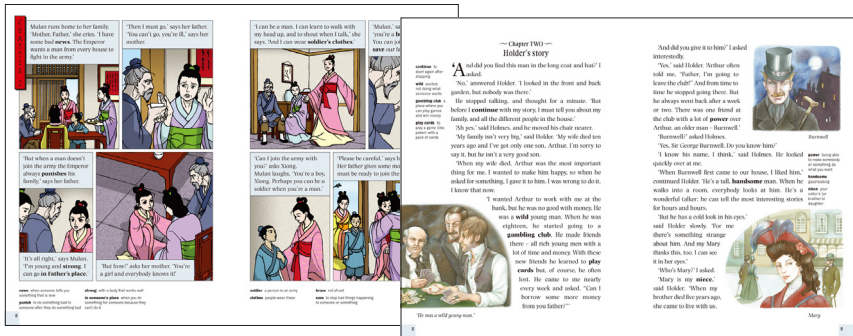 CHAPTER 2
Mulan runs home to her family.
'Mother, Father,' she cries, 'I have
some bad news. The Emperor
wants a man from every house to
fight in the army.'
'Then I must go,' says her father.
'You can't go, you're ill,' says her
mother.
'But when a man doesn't
join the army the Emperor
always punishes his
family,' says her father.
'It's all right,' says Mulan.
'I'm young and strong. I
can go in Father's place.'
'But how?' asks her mother. 'You're
a girl and everybody knows it!'
news when someone tells you
something that is new
punish to do something bad to
someone after they do something bad
strong with a body that works well
in someone's place when you do
something for someone because they
can't do it
8
'I can be a man. I can learn to walk with
my head up, and to shout when I talk,' she
says. 'And I can wear soldier's clothes.'
'Mulan,' sa
'you're a b
You can jo
save our fa
'Can I join the army with
you?' asks Xiong.
Mulan laughs. 'You're a boy,
Xiong. Perhaps you can be a
soldier when you're a man.'
'Please be careful,' says h
Her father gives some mo
must be ready to join the
soldier a person in an army
clothes people wear these
brave not afraid
save to stop bad things happening
to someone or something
Chapter TWO
Holder's story
'And did you find this man in the long coat and hat?' I
asked.
'No,' answered Holder. 'I looked in the front and back
garden, but nobody was there.'
He stopped talking, and thought for a minute. 'But
before I continue with my story, I must tell you about my
family, and all the different people in the house.'
'Ah yes,' said Holmes, and he moved his chair nearer.
'My family isn't very big,' said Holder. 'My wife died ten
years ago and I've got only one son, Arthur. I'm sorry to
say it, but he isn't a very good son.
'When my wife died, Arthur was the most important
thing for me. I wanted to make him happy, so when he
asked for something, I gave it to him. I was wrong to do it.
I know that now.
'I wanted Arthur to work with me at the
bank, but he was no good with money. He
was a wild young man. When he was
eighteen, he started going to a
gambling club. He made friends
there – all rich young men with a
lot of time and money. With these
new friends he learned to play
cards but, of course, he often
lost. He came to me nearly
every week and asked, "Can I
borrow some more money
from you, father?"'
continue to
start again after
stopping
wild excited,
not doing what
someone wants
gambling club a
place where you
can play games
and win money
play cards to
play a game (like
poker) with a
pack of cards
'He was a wild young man.'
8
'And did you give it to him?' I asked
interestedly.
'Yes,' said Holder. 'Arthur often
told me, "Father, I'm going to
leave the club!" And from time to
time he stopped going there. But
he always went back after a week
or two. There was one friend at
the club with a lot of power over
Arthur, an older man – Burnwell.'
'Burnwell?' asked Holmes.
'Yes, Sir George Burnwell. Do you know him?'
'I know his name, I think,' said Holmes. He looked
quickly over at me.
'When Burnwell first came to our house, I liked him,'
continued Holder. 'He's a tall, handsome man. When he
walks into a room, everybody looks at him. He's a
wonderful talker: he can tell the most interesting stories
for hours and hours.
'But he has a cold look in his eyes,'
said Holder slowly. 'For me
there's something strange
about him. And my Mary
thinks this, too. I can see
it in her eyes.'
'Who's Mary?' I asked.
'Mary is my niece,'
said Holder. 'When my
brother died five years ago,
she came to live with us.
Burnwell
power being able
to make somebody
or something do
what you want
handsome
good-looking
niece your
sister's (or
brother's)
daughter
Mary
9